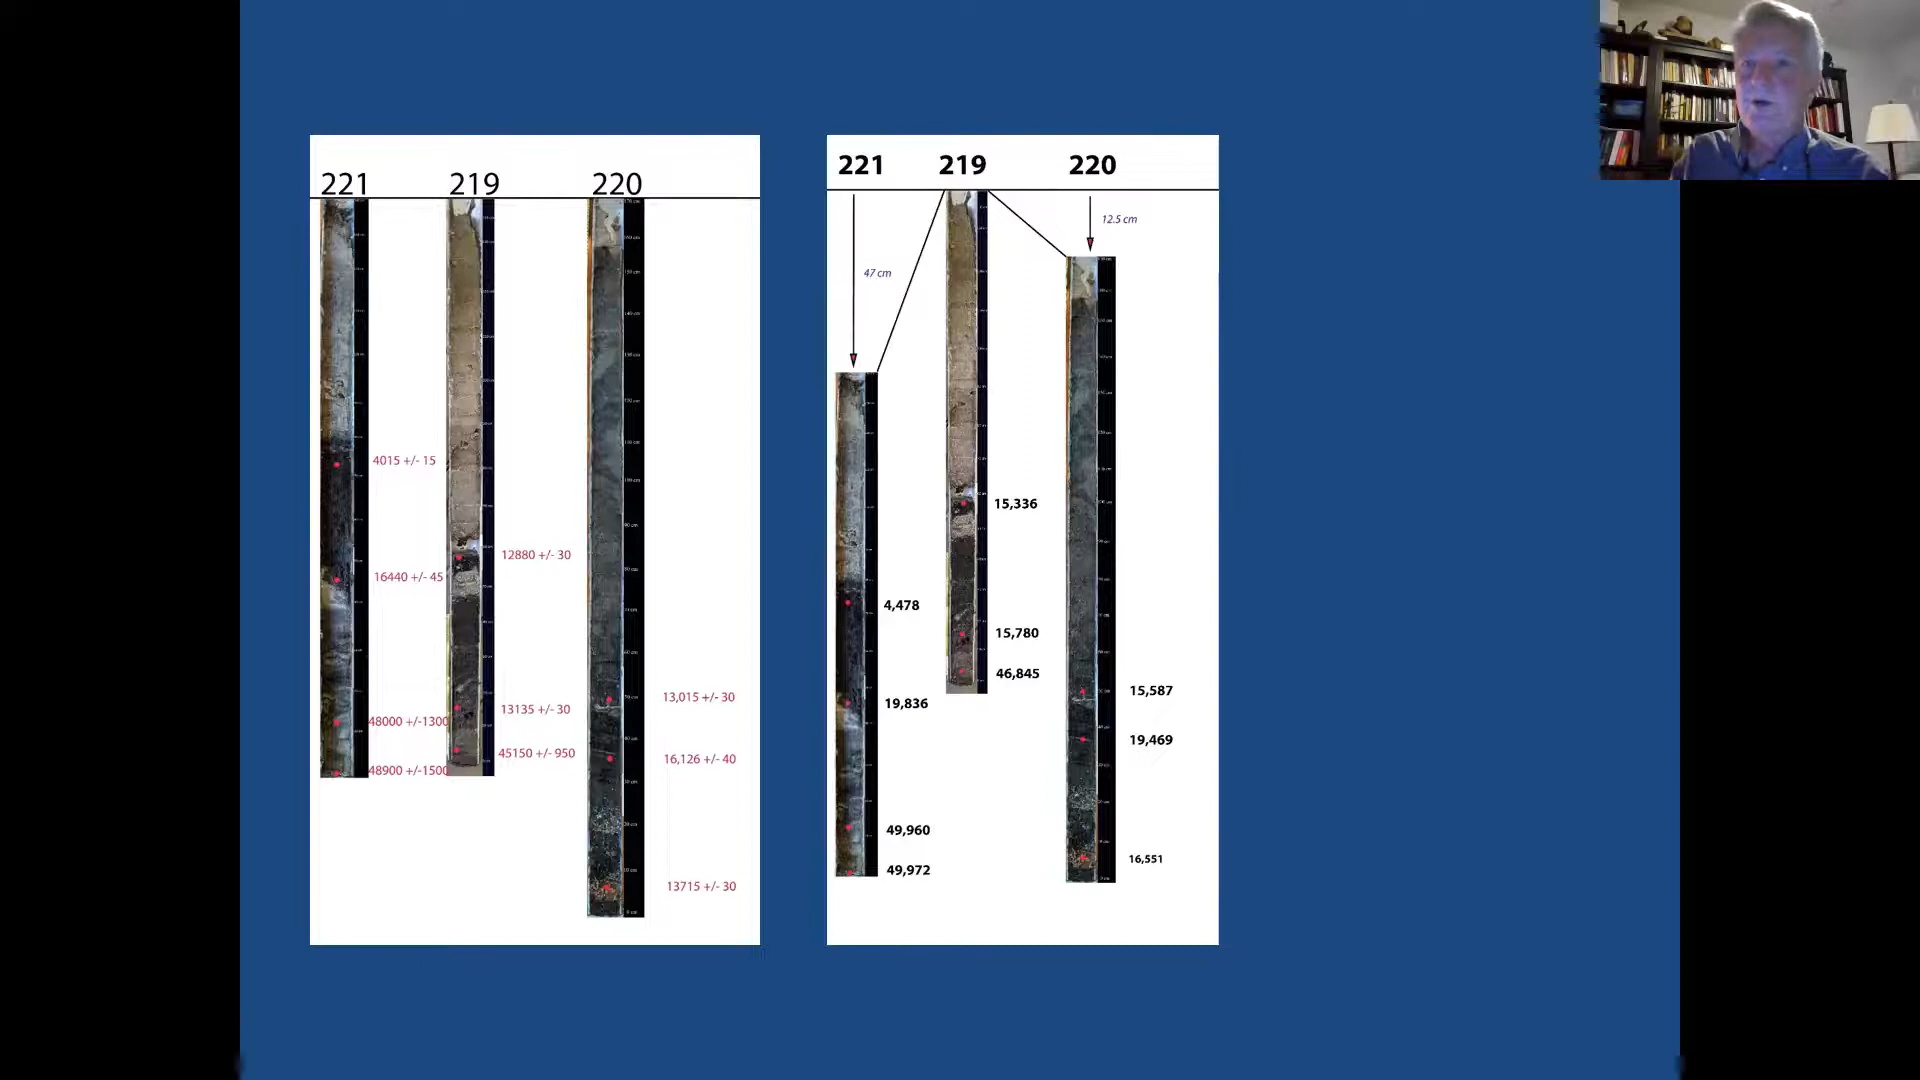 221 219 220
4015 +/- 15
12880 +/- 30
16440 +/- 45
13,015 +/- 30
13135 +/- 30
48000 +/-1300
45150 +/- 950
16,126 +/- 40
48900 +/-1500
13715 +/- 30
221 219 220
12.5 cm
47 cm
15,336
4,478
15,780
46,845
15,587
19,836
19,469
49,960
16,551
49,972